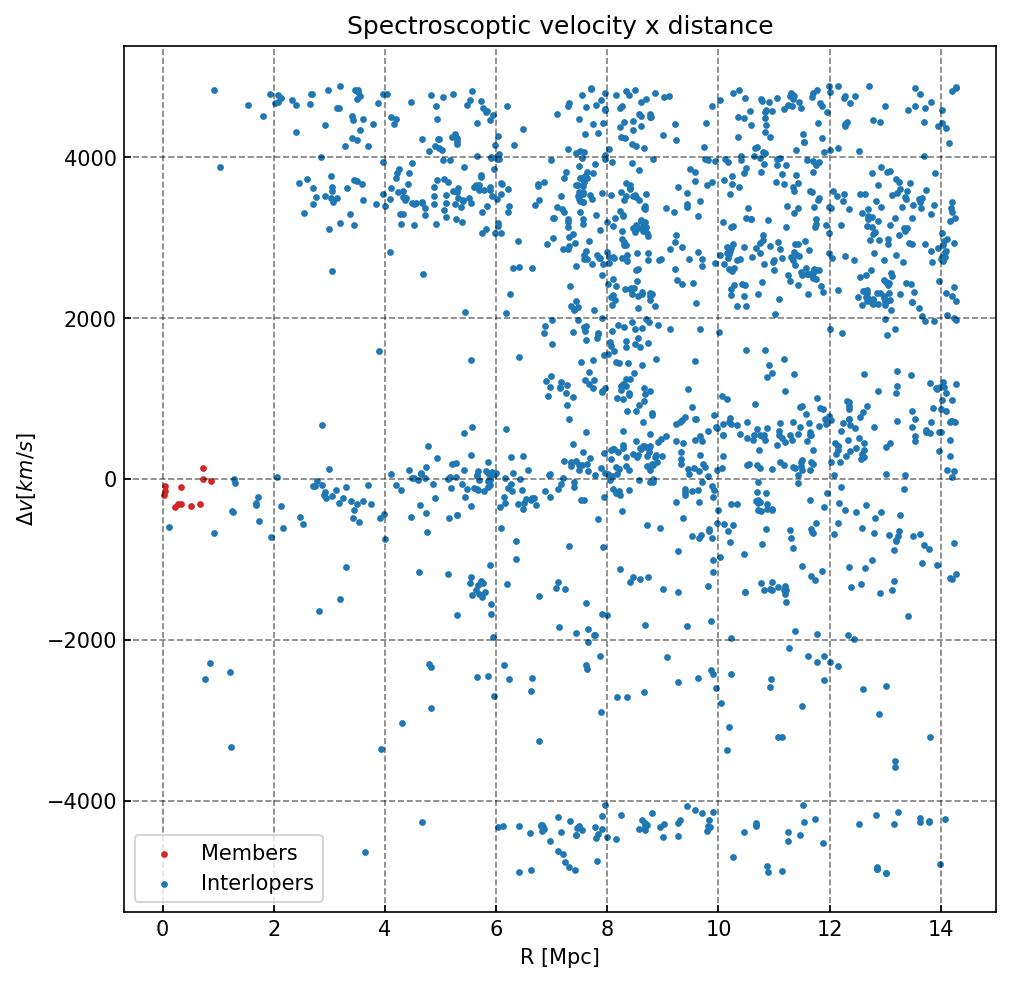 Spectroscoptic velocity x distance
4000
2000
0
−2000
−4000
Δv[km/s]
Members
Interlopers
0 2 4 6 8 10 12 14
R [Mpc]